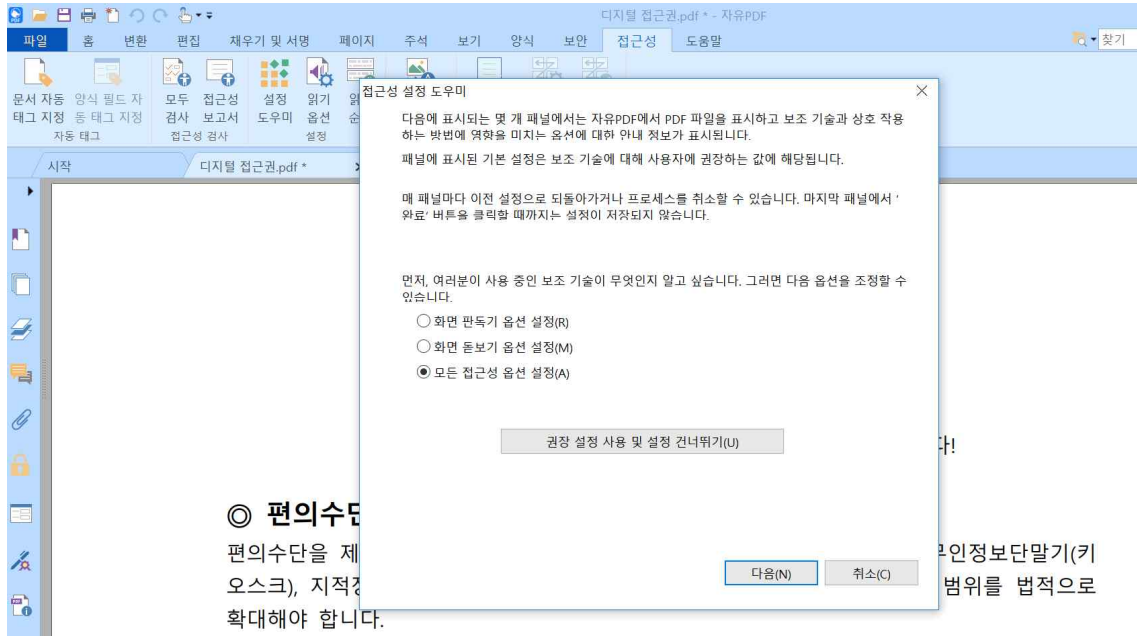 디지털 접근권.pdf * - 자유PDF
파일 홈 변환 편집 채우기 및 서명 페이지 주석 보기 양식 보안 접근성 도움말 찾기
문서 자동 양식 필드 자 모두 접근성 설정 읽기
태그 지정 동 태그 지정 검사 보고서 도우미 옵션
자동 태그 접근성 검사 설정
시작 디지털 접근권.pdf *
접근성 설정 도우미
다음에 표시되는 몇 개 패널에서는 자유PDF에서 PDF 파일을 표시하고 보조 기술과 상호 작용
하는 방법에 영향을 미치는 옵션에 대한 안내 정보가 표시됩니다.
패널에 표시된 기본 설정은 보조 기술에 대해 사용자에 권장하는 값에 해당됩니다.
매 패널마다 이전 설정으로 되돌아가거나 프로세스를 취소할 수 있습니다. 마지막 패널에서 '
완료' 버튼을 클릭할 때까지는 설정이 저장되지 않습니다.
먼저, 여러분이 사용 중인 보조 기술이 무엇인지 알고 싶습니다. 그러면 다음 옵션을 조정할 수
있습니다.
화면 판독기 옵션 설정(R)
화면 돋보기 옵션 설정(M)
모든 접근성 옵션 설정(A)
권장 설정 사용 및 설정 건너뛰기(U)
다음(N) 취소(C)
다!
◎ 편의수단
편의수단을 제 무인정보단말기(키
오스크), 지적장 범위를 법적으로
확대해야 합니다.